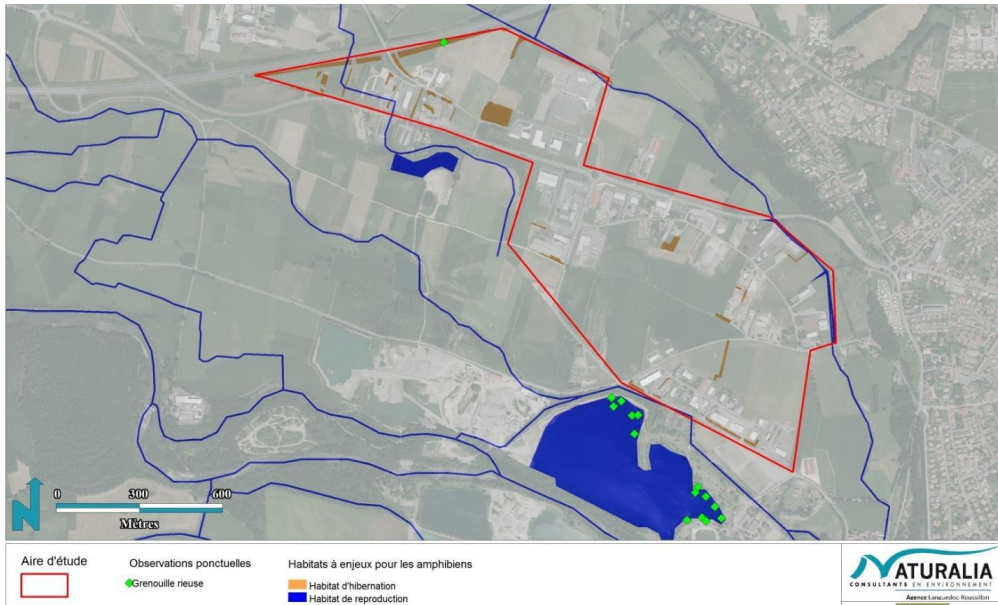 N
0 300 600
Mètres
Aire d'étude
Observations ponctuelles
Grenouille rieuse
Habitats à enjeux pour les amphibiens
Habitat d'hibernation
Habitat de reproduction
NATURALIA
CONSULTANTS EN ENVIRONNEMENT
Agence Languedoc-Roussillon